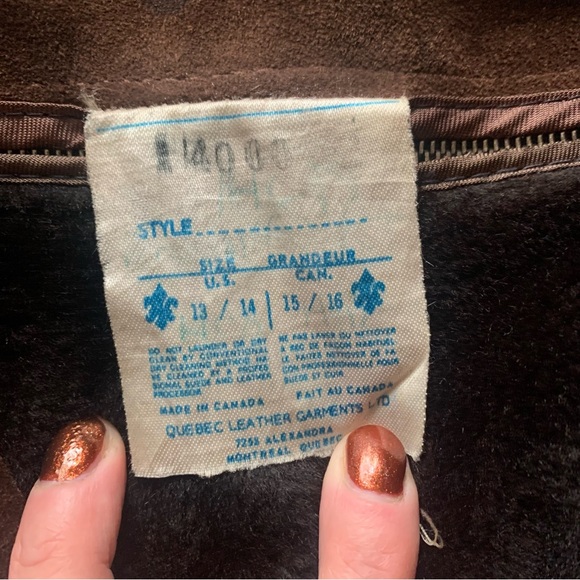 14000
STYLE
SIZE GRANDEUR
U.S. CAN.
13 / 14 | 15 / 16
DO NOT LAUNDER OR DRY
CLEAN BY CONVENTIONAL
DRY CLEANING METHOD MUST
BE CLEANED BY A PROFES
SIONAL SUEDE AND LEATHER
PROCESSOR
NE PAS LAVER OU NETTOYER
A SEC DE FAÇON HABITUEL
LE. FAITES NETTOYER DE FA
CON PROFESSIONNELLE POUR
SUEDE ET CUIR
MADE IN CANADA FAIT AU CANADA
QUEBEC LEATHER GARMENTS LTD
7255 ALEXANDRA
MONTREAL QUEBEC